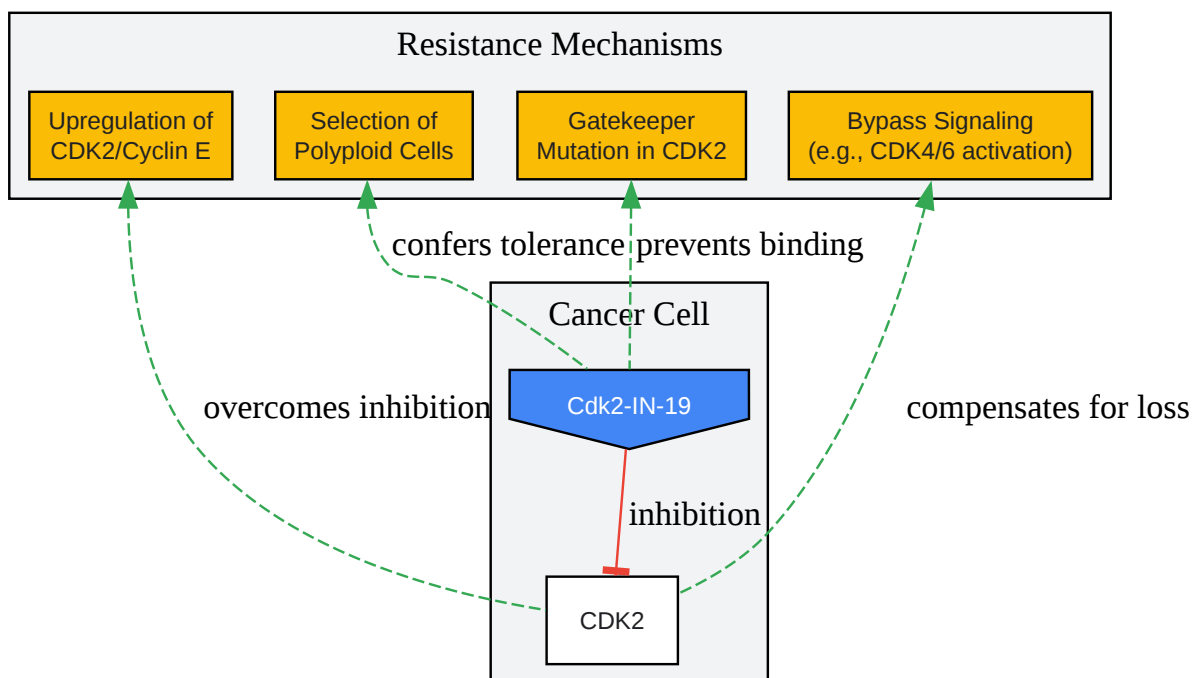 Resistance Mechanisms
Upregulation of
CDK2/Cyclin E
Selection of
Polyploid Cells
Gatekeeper
Mutation in CDK2
Bypass Signaling
(e.g., CDK4/6 activation)
confers tolerance
prevents binding
Cancer Cell
Cdk2-IN-19
overcomes inhibition
compensates for loss
inhibition
CDK2